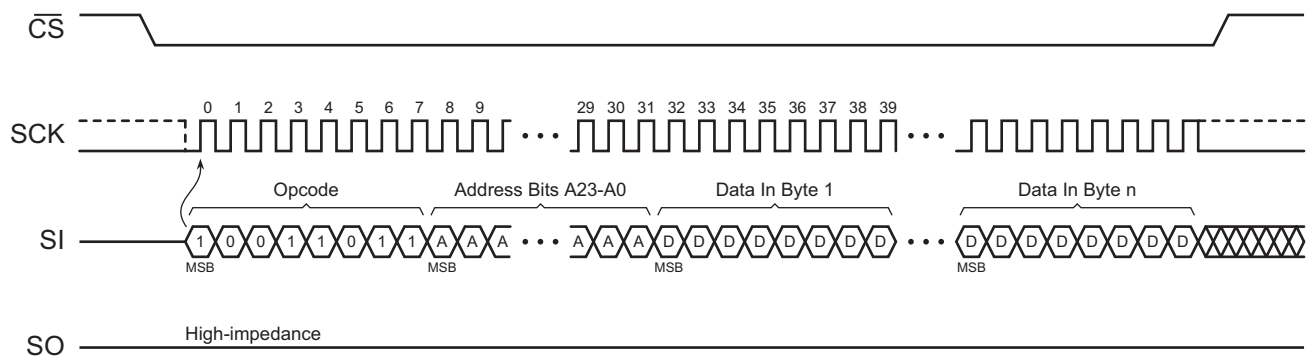 CS
0 1 2 3 4 5 6 7 8 9 29 30 31 32 33 34 35 36 37 38 39
SCK
Opcode Address Bits A23-A0 Data In Byte 1 Data In Byte n
SI 1 0 0 1 1 0 1 1 A A A A A A D D D D D D D D D D D D D D D D
MSB MSB MSB MSB
High-impedance
SO